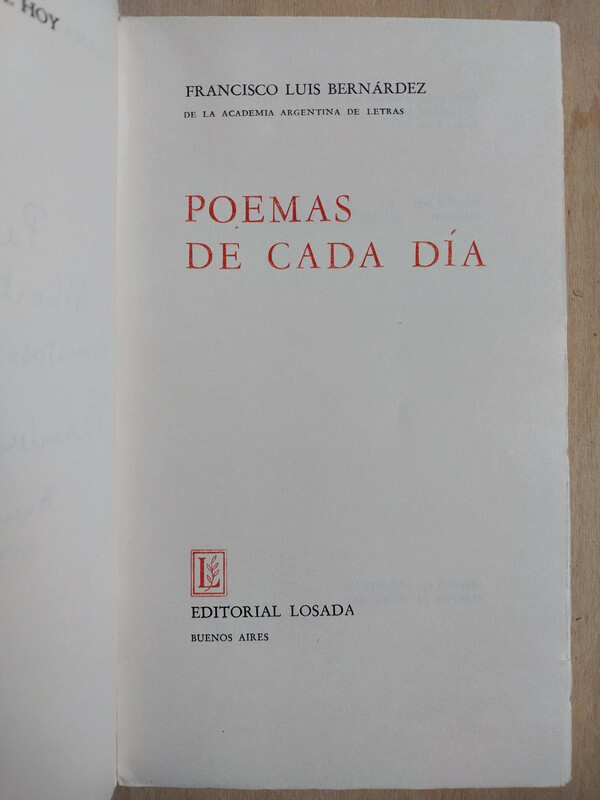 HOY
FRANCISCO LUIS BERNÁRDEZ
DE LA ACADEMIA ARGENTINA DE LETRAS
POEMAS
DE CADA DÍA
L
EDITORIAL LOSADA
BUENOS AIRES